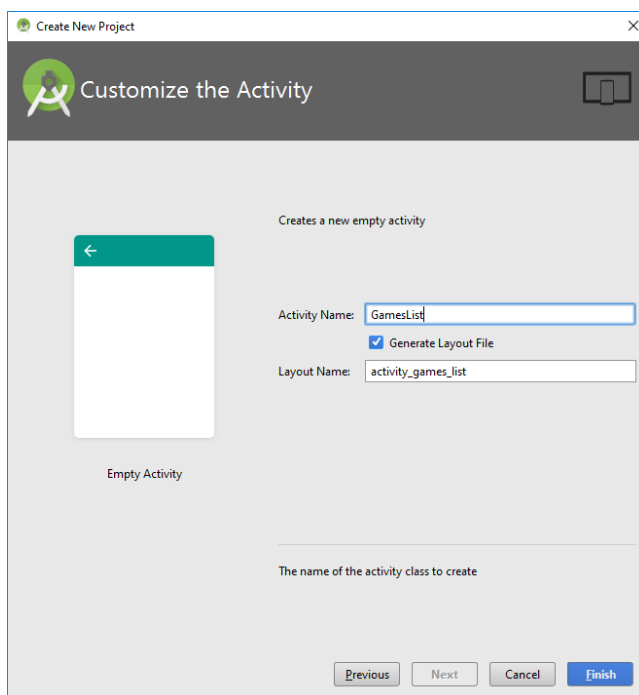 Create New Project
Customize the Activity
Creates a new empty activity
Activity Name: GamesList
Generate Layout File
Layout Name: activity_games_list
Empty Activity
The name of the activity class to create
Previous Next Cancel Finish